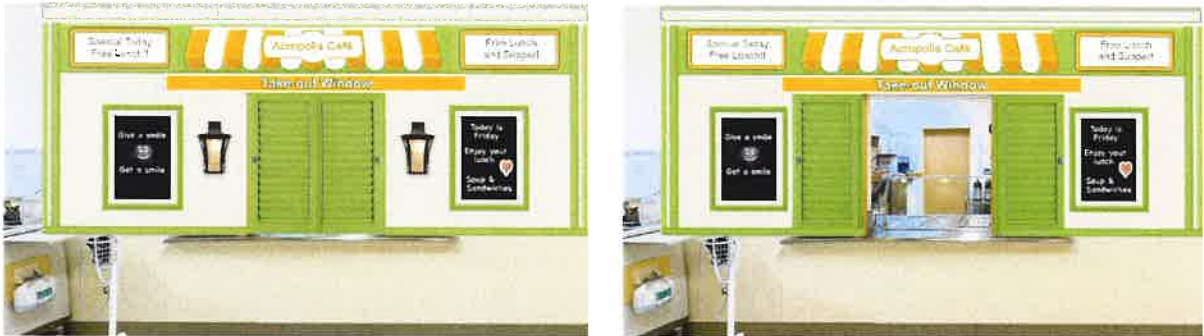 Special Today
Free Lunch!!
Acropolis Café
Free Lunch
and Support
Take-out Window
Give a smile
Get a smile
Today is
Friday
Enjoy your
lunch
Soup &
Sandwiches
Special Today
Free Lunch!!
Acropolis Café
Free Lunch
and Support
Take-out Window
Give a smile
Get a smile
Today is
Friday
Enjoy your
lunch
Soup &
Sandwiches